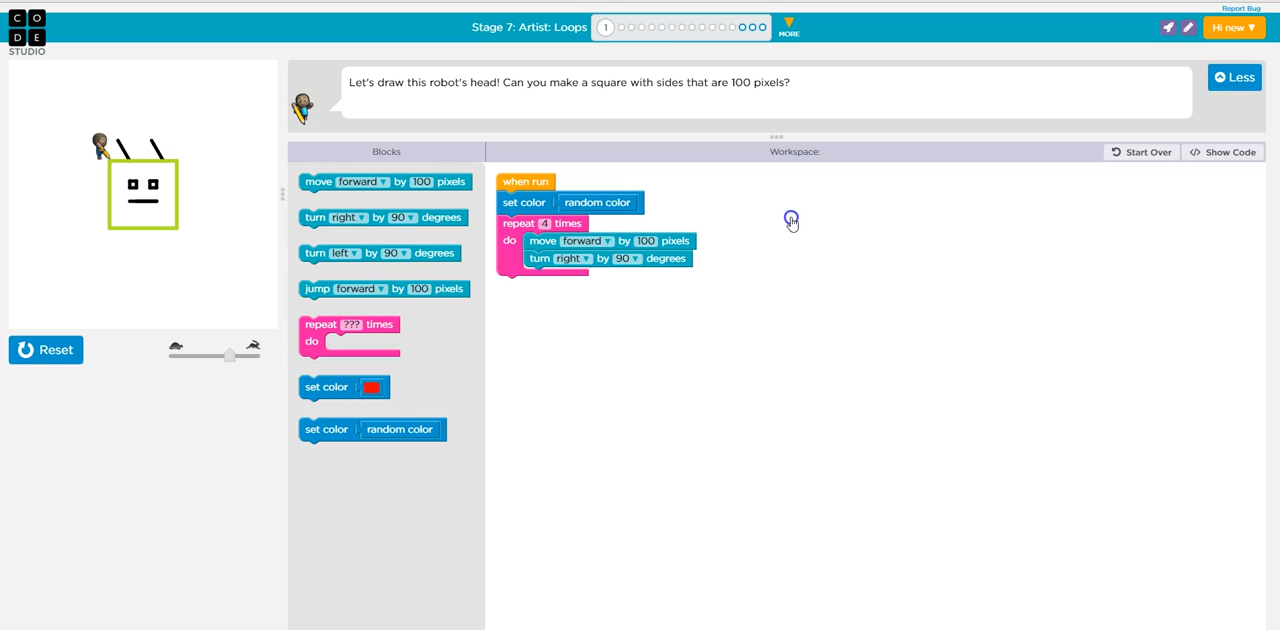 Report Bug
C O
D E
STUDIO
Stage 7: Artist: Loops
1
MORE
Hi new ▼
Let's draw this robot's head! Can you make a square with sides that are 100 pixels?
Less
Blocks
Workspace:
Start Over
</> Show Code
move forward ▼ by 100 pixels
turn right ▼ by 90 ▼ degrees
turn left ▼ by 90 ▼ degrees
jump forward ▼ by 100 pixels
repeat ??? times
do
set color
set color random color
when run
set color random color
repeat 4 times
do move forward ▼ by 100 pixels
turn right ▼ by 90 ▼ degrees
Reset